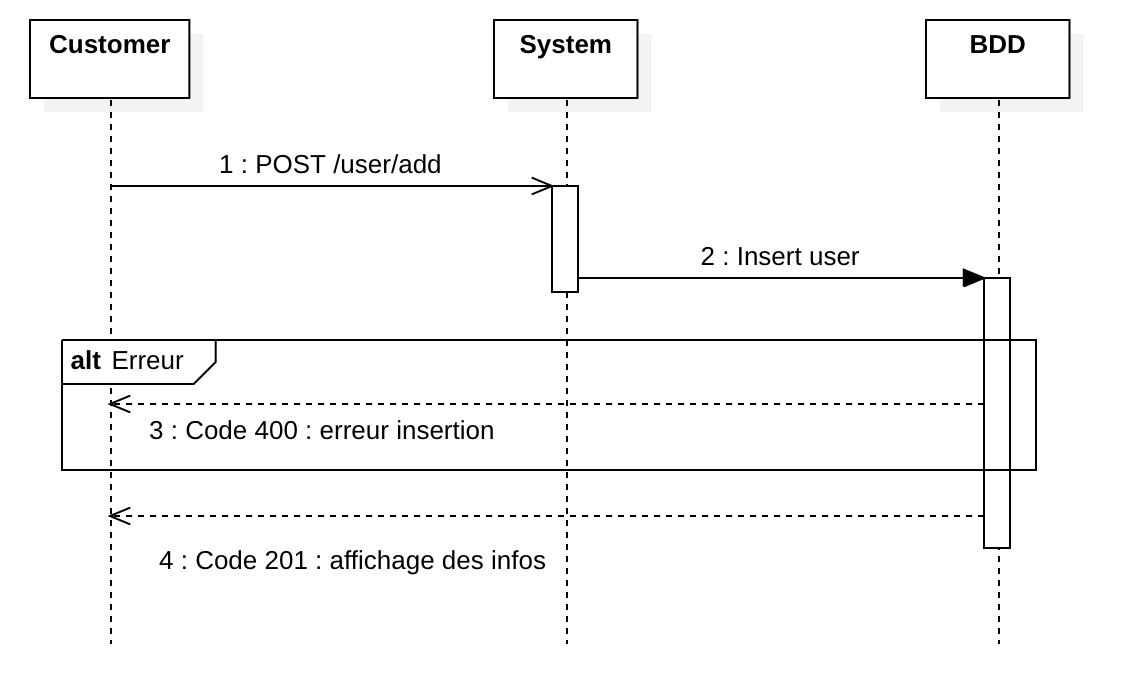 Customer
System
BDD
1 : POST /user/add
2 : Insert user
alt Erreur
3 : Code 400 : erreur insertion
4 : Code 201 : affichage des infos